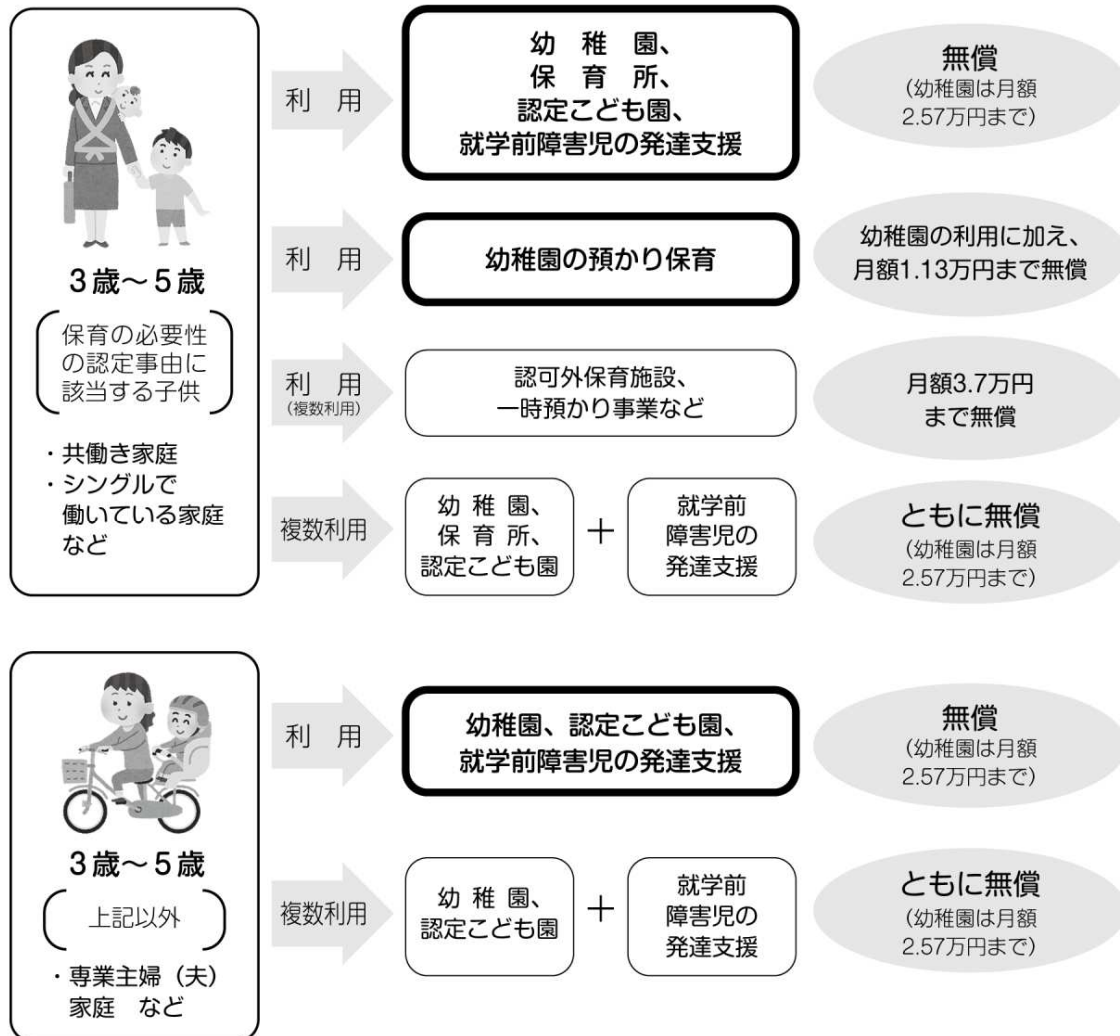 3歳～5歳
保育の必要性
の認定事由に
該当する子供
・共働き家庭
・シングルで
働いている家庭
など
利　用
幼　稚　園、
保　育　所、
認定こども園、
就学前障害児の発達支援
無償
(幼稚園は月額
2.57万円まで)
利　用
幼稚園の預かり保育
幼稚園の利用に加え、
月額1.13万円まで無償
利　用
(複数利用)
認可外保育施設、
一時預かり事業など
月額3.7万円
まで無償
複数利用
幼 稚 園、
保 育 所、
認定こども園
＋
就学前
障害児の
発達支援
ともに無償
(幼稚園は月額
2.57万円まで)
3歳～5歳
上記以外
・専業主婦（夫）
家庭　など
利　用
幼稚園、認定こども園、
就学前障害児の発達支援
無償
(幼稚園は月額
2.57万円まで)
複数利用
幼 稚 園、
認定こども園
＋
就学前
障害児の
発達支援
ともに無償
(幼稚園は月額
2.57万円まで)